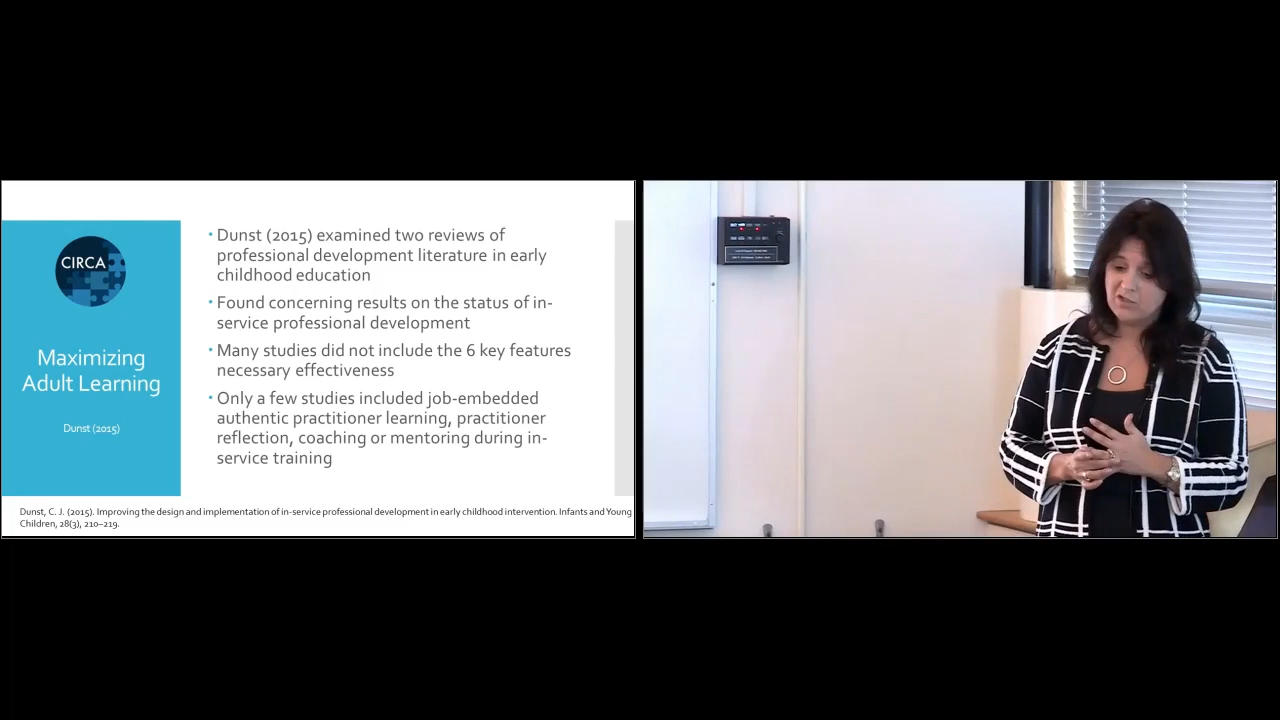 CIRCA
Maximizing
Adult Learning
Dunst (2015)
• Dunst (2015) examined two reviews of
professional development literature in early
childhood education
• Found concerning results on the status of in-
service professional development
• Many studies did not include the 6 key features
necessary effectiveness
• Only a few studies included job-embedded
authentic practitioner learning, practitioner
reflection, coaching or mentoring during in-
service training
Dunst, C. J. (2015). Improving the design and implementation of in-service professional development in early childhood intervention. Infants and Young
Children, 28(3), 210–219.